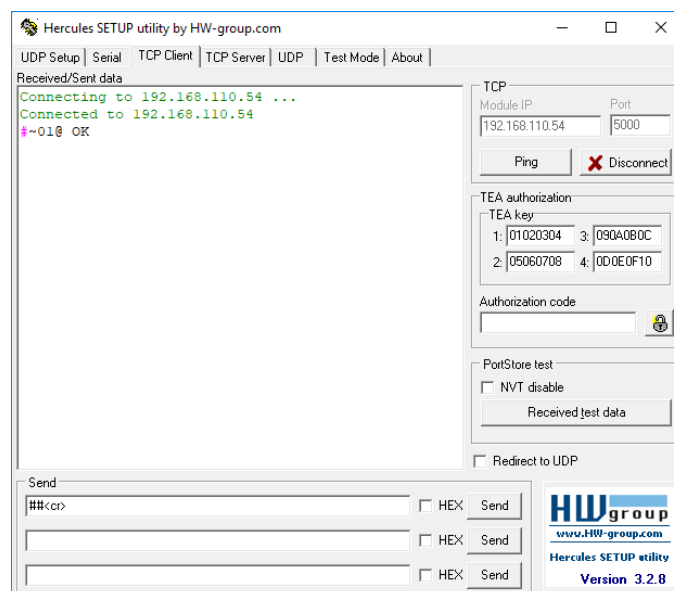 Hercules SETUP utility by HW-group.com
UDP Setup Serial TCP Client TCP Server UDP Test Mode About
Received/Sent data
Connecting to 192.168.110.54 ...
Connected to 192.168.110.54
#~01@ OK
TCP
Module IP Port
192.168.110.54 5000
Ping Disconnect
TEA authorization
TEA key
1: 01020304 3: 090A0B0C
2: 05060708 4: 0D0E0F10
Authorization code
PortStore test
NVT disable
Received test data
Redirect to UDP
Send
##<cr> HEX Send
HEX Send
HEX Send
HW group
www.HW-group.com
Hercules SETUP utility
Version 3.2.8